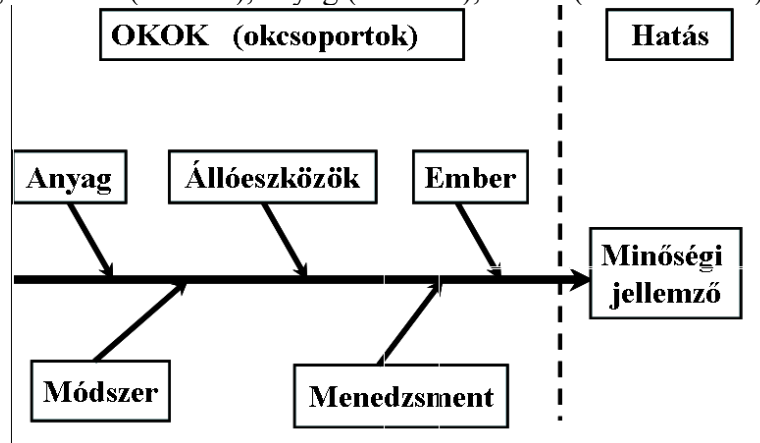 OKOK (okcsoportok)
Hatás
Anyag
Állóeszközök
Ember
Minőségi
jellemző
Módszer
Menedzsment